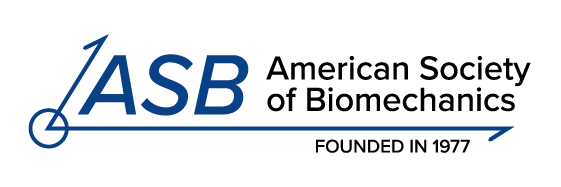 ASB
American Society
of Biomechanics
FOUNDED IN 1977